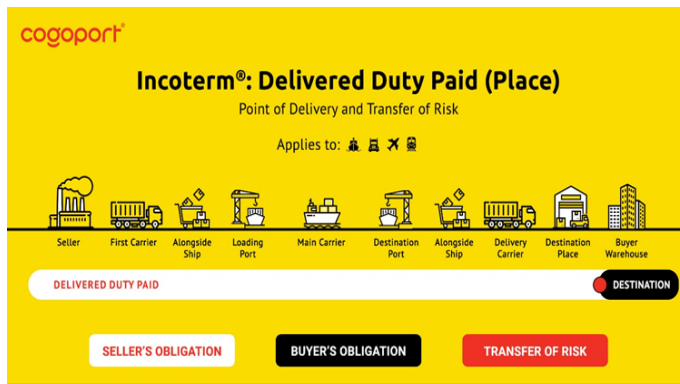 cogoport
Incoterm®: Delivered Duty Paid (Place)
Point of Delivery and Transfer of Risk
Applies to:
Seller
First Carrier
Alongside
Ship
Loading
Port
Main Carrier
Destination
Port
Alongside
Ship
Delivery
Carrier
Destination
Place
Buyer
Warehouse
DELIVERED DUTY PAID
DESTINATION
SELLER'S OBLIGATION
BUYER'S OBLIGATION
TRANSFER OF RISK